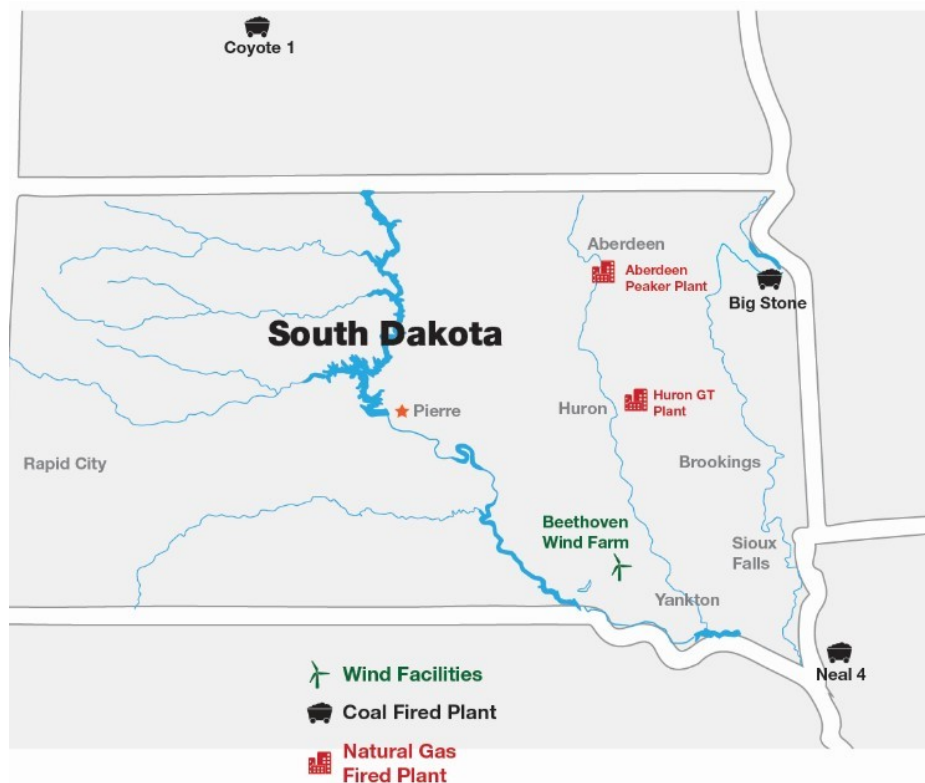 Coyote 1
Aberdeen
Aberdeen
Peaker Plant
Big Stone
South Dakota
Huron GT
Plant
Pierre
Huron
Rapid City
Brookings
Beethoven
Wind Farm
Sioux
Falls
Yankton
Neal 4
Wind Facilities
Coal Fired Plant
Natural Gas
Fired Plant